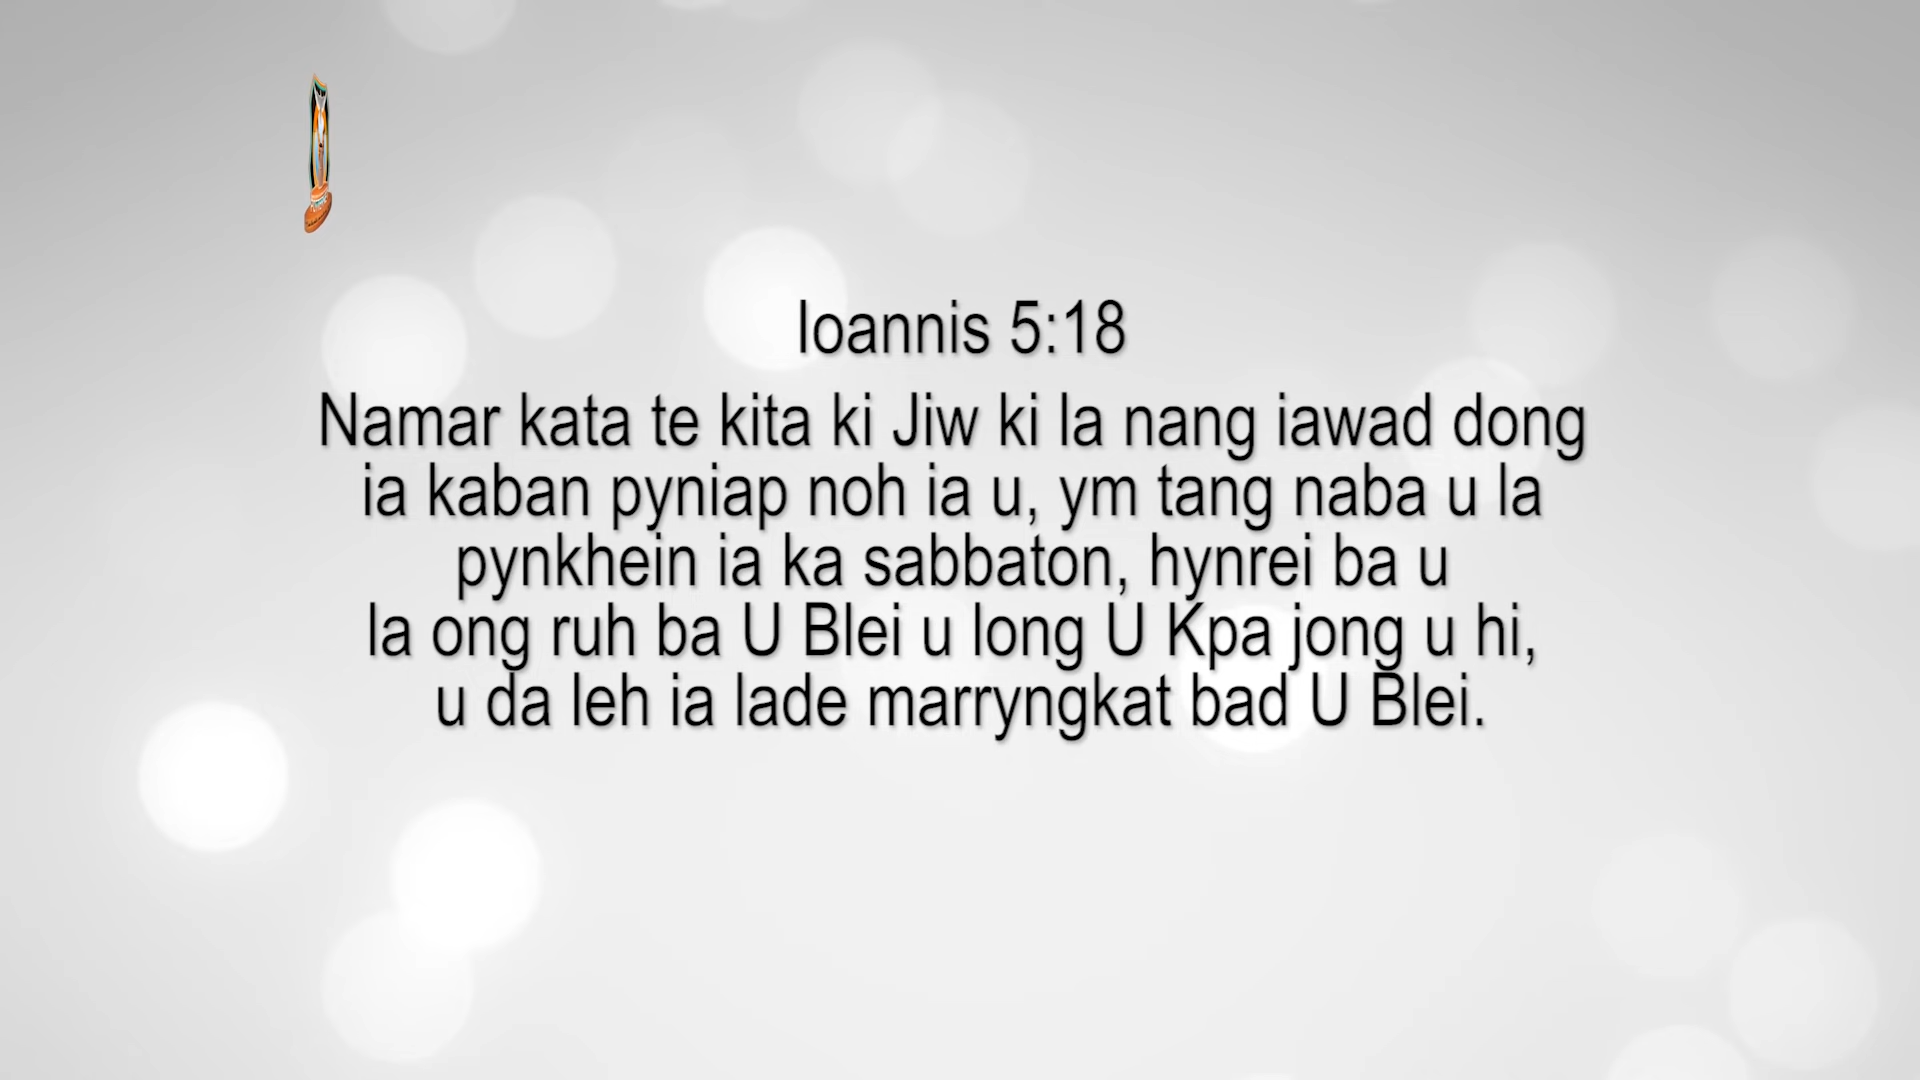 Ioannis 5:18
Namar kata te kita ki Jiw ki la nang iawad dong
ia kaban pyniap noh ia u, ym tang naba u la
pynkhein ia ka sabbaton, hynrei ba u
la ong ruh ba U Blei u long U Kpa jong u hi,
u da leh ia lade marryngkat bad U Blei.